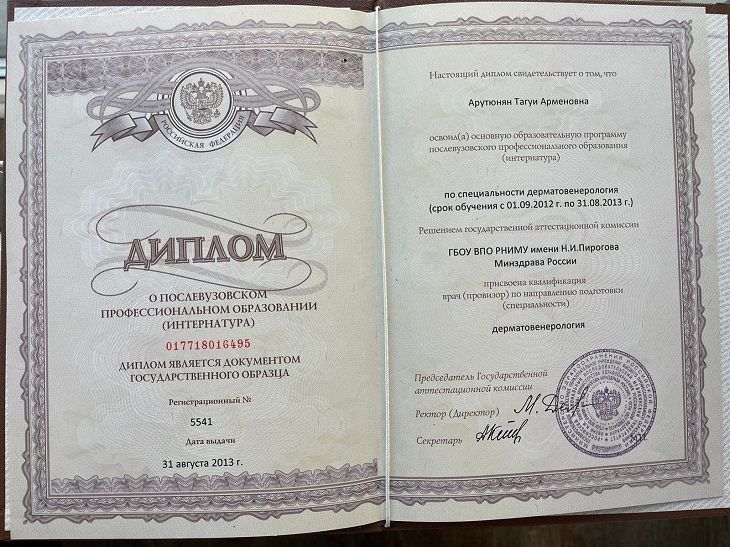 РОССИЙСКАЯ ФЕДЕРАЦИЯ
ДИПЛОМ
О ПОСЛЕВУЗОВСКОМ
ПРОФЕССИОНАЛЬНОМ ОБРАЗОВАНИИ
(ИНТЕРНАТУРА)
017718016495
ДИПЛОМ ЯВЛЯЕТСЯ ДОКУМЕНТОМ
ГОСУДАРСТВЕННОГО ОБРАЗЦА
Регистрационный №
5541
Дата выдачи
31 августа 2013 г.
Настоящий диплом свидетельствует о том, что
Арутюнян Тагуи Арменовна
освоил(а) основную образовательную программу
послевузовского профессионального образования
(интернатура)
по специальности дерматовенерология
(срок обучения с 01.09.2012 г. по 31.08.2013 г.)
Решением государственной аттестационной комиссии
ГБОУ ВПО РНИМУ имени Н.И.Пирогова
Минздрава России
присвоена квалификация
врач (провизор) по направлению подготовки
(специальности)
дерматовенерология
Председатель Государственной
аттестационной комиссии
Ректор (Директор)
Секретарь
М.П.